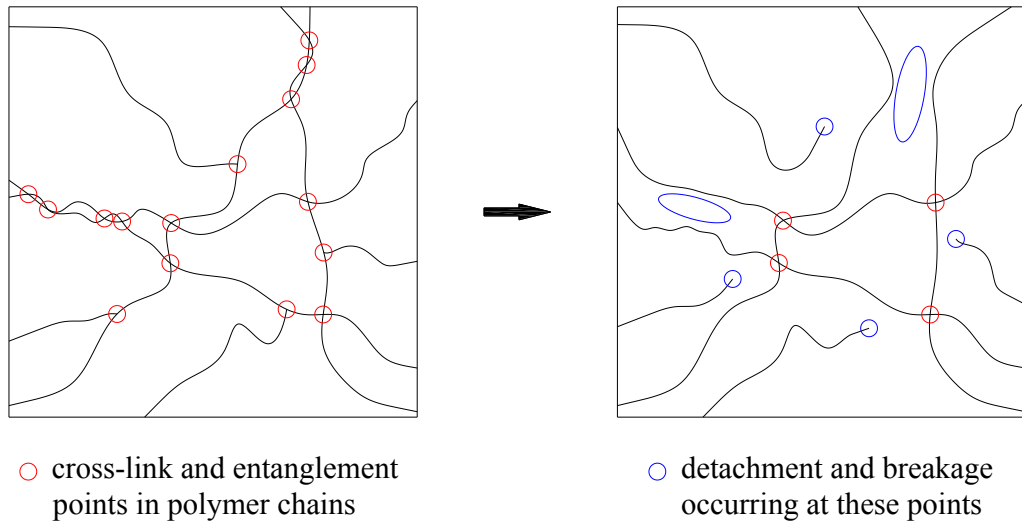 cross-link and entanglement
points in polymer chains
detachment and breakage
occurring at these points